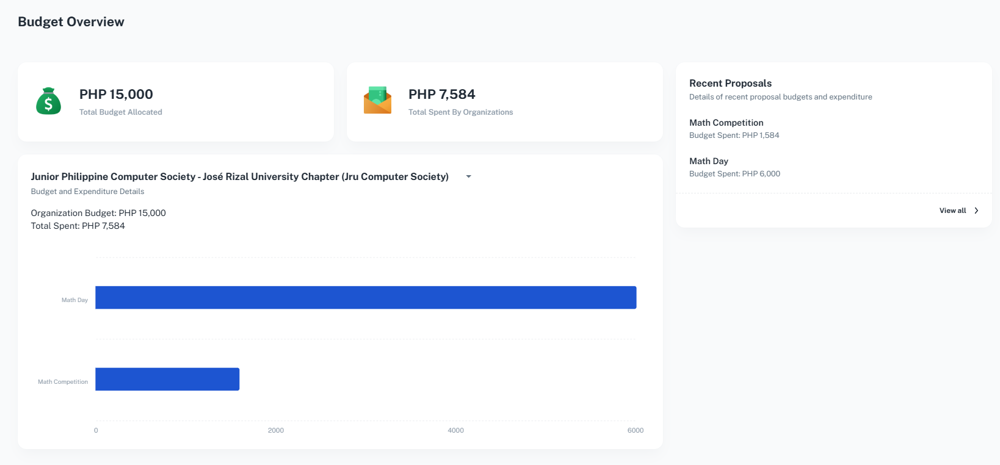 Budget Overview
PHP 15,000
Total Budget Allocated
PHP 7,584
Total Spent By Organizations
Junior Philippine Computer Society - José Rizal University Chapter (Jru Computer Society)
Budget and Expenditure Details
Organization Budget: PHP 15,000
Total Spent: PHP 7,584
Math Day
Math Competition
0 2000 4000 6000
Recent Proposals
Details of recent proposal budgets and expenditure
Math Competition
Budget Spent: PHP 1,584
Math Day
Budget Spent: PHP 6,000
View all